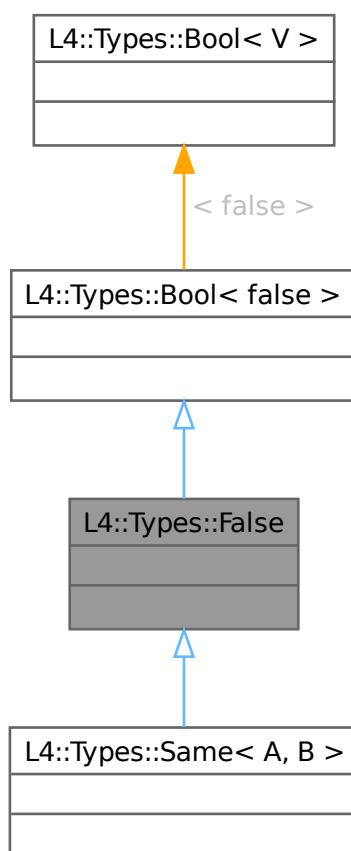 L4::Types::Bool< V >
< false >
L4::Types::Bool< false >
L4::Types::False
L4::Types::Same< A, B >